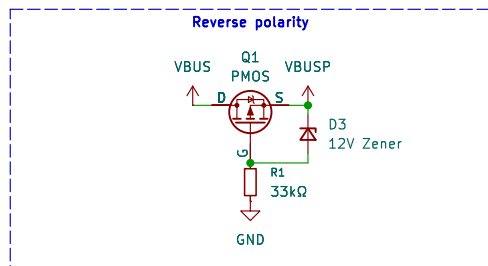 Reverse polarity
Q1
PMOS
VBUS
VBUSP
D
S
G
D3
12V Zener
R1
33kΩ
GND